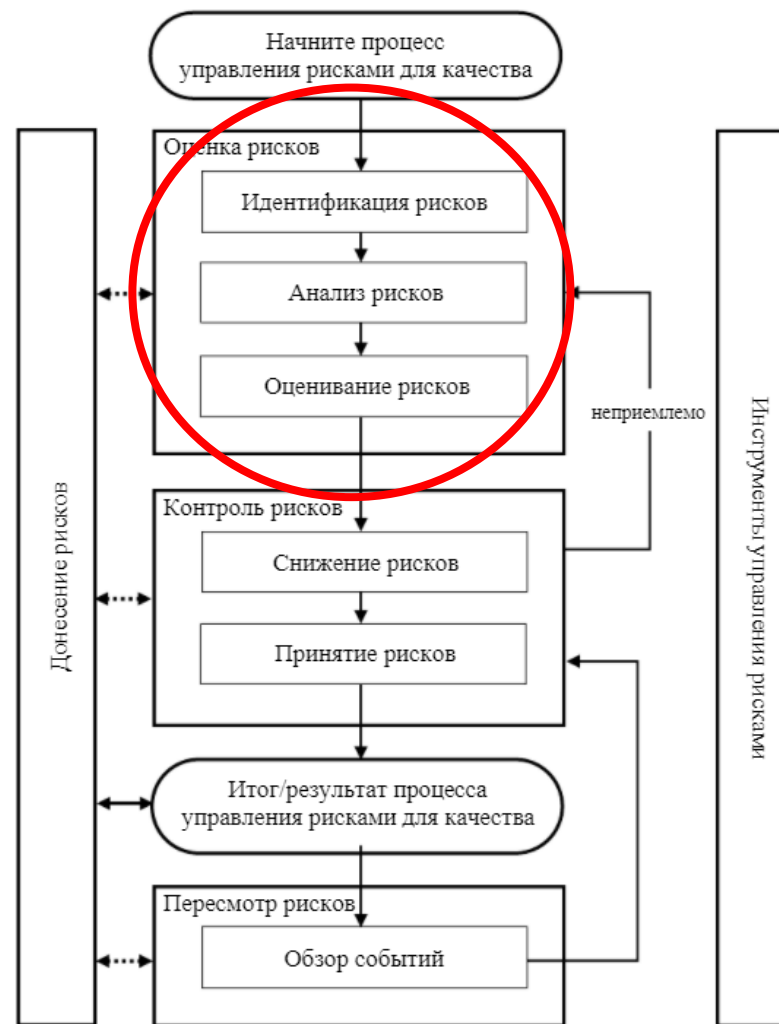 Начните процесс
управления рисками для качества
Оценка рисков
Идентификация рисков
Анализ рисков
Оценивание рисков
неприемлемо
Контроль рисков
Снижение рисков
Принятие рисков
Итог/результат процесса
управления рисками для качества
Пересмотр рисков
Обзор событий
Донесение рисков
Инструменты управления рисками